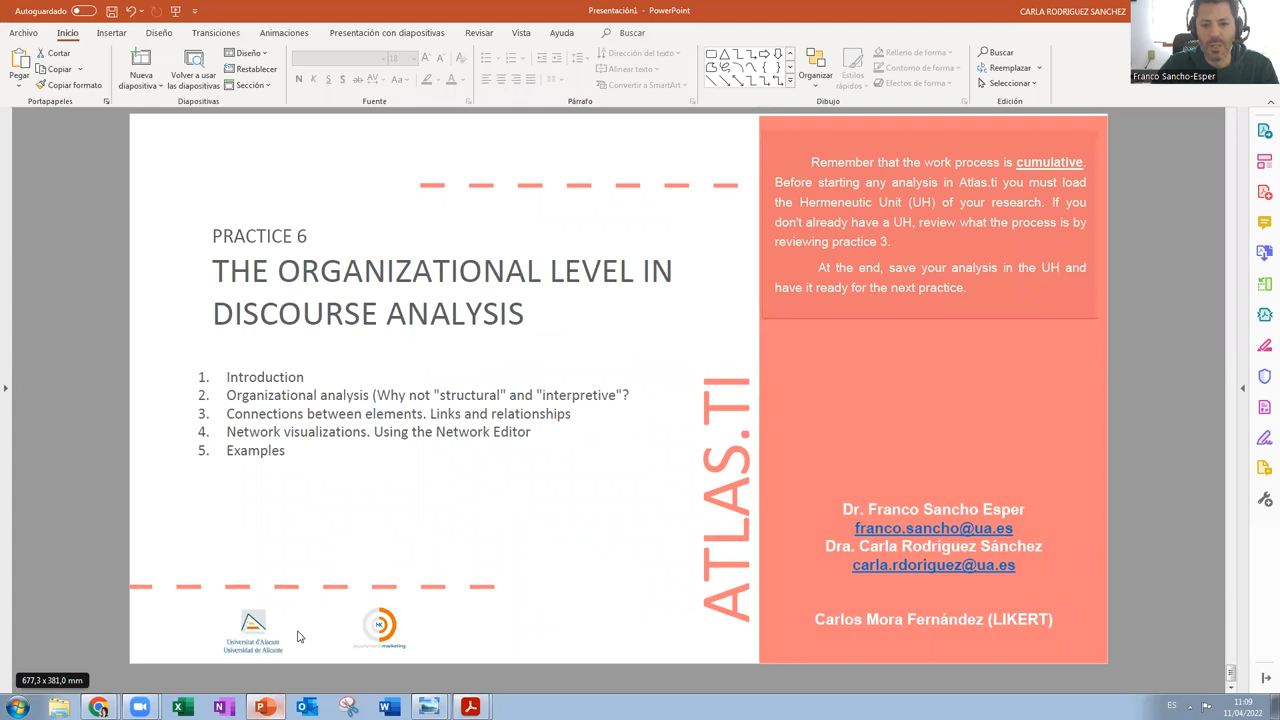 Autoguardado
Presentación1 - PowerPoint
CARLA RODRIGUEZ SANCHEZ
Archivo Inicio Insertar Diseño Transiciones Animaciones Presentación con diapositivas Revisar Vista Ayuda Buscar
Pegar
Cortar
Copiar
Copiar formato
Portapapeles
Nueva diapositiva
Volver a usar las diapositivas
Diseño
Restablecer
Sección
Diapositivas
18
N K S ab AV Aa A
Fuente
Dirección del texto
Alinear texto
Convertir a SmartArt
Párrafo
Organizar
Estilos rápidos
Relleno de forma
Contorno de forma
Efectos de forma
Dibujo
Buscar
Reemplazar
Seleccionar
Edición
Franco Sancho-Esper
PRACTICE 6
THE ORGANIZATIONAL LEVEL IN
DISCOURSE ANALYSIS
1. Introduction
2. Organizational analysis (Why not "structural" and "interpretive"?
3. Connections between elements. Links and relationships
4. Network visualizations. Using the Network Editor
5. Examples
ATLAS.TI
Remember that the work process is cumulative.
Before starting any analysis in Atlas.ti you must load
the Hermeneutic Unit (UH) of your research. If you
don't already have a UH, review what the process is by
reviewing practice 3.
At the end, save your analysis in the UH and
have it ready for the next practice.
Dr. Franco Sancho Esper
franco.sancho@ua.es
Dra. Carla Rodríguez Sánchez
carla.rdoriguez@ua.es
Carlos Mora Fernández (LIKERT)
Universitat d'Alacant
Universidad de Alicante
MK
677,3 x 381,0 mm
ES
11:09
11/04/2022